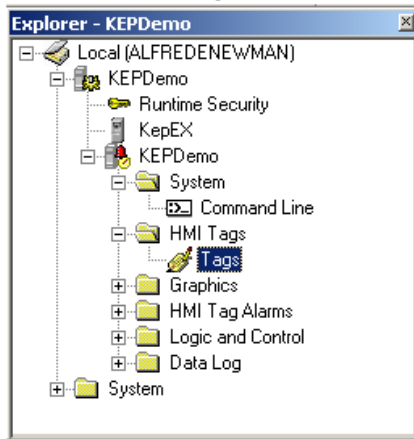 Explorer - KEPDemo
Local (ALFREDENEWMAN)
KEPDemo
Runtime Security
KepEX
KEPDemo
System
Command Line
HMI Tags
Tags
Graphics
HMI Tag Alarms
Logic and Control
Data Log
System